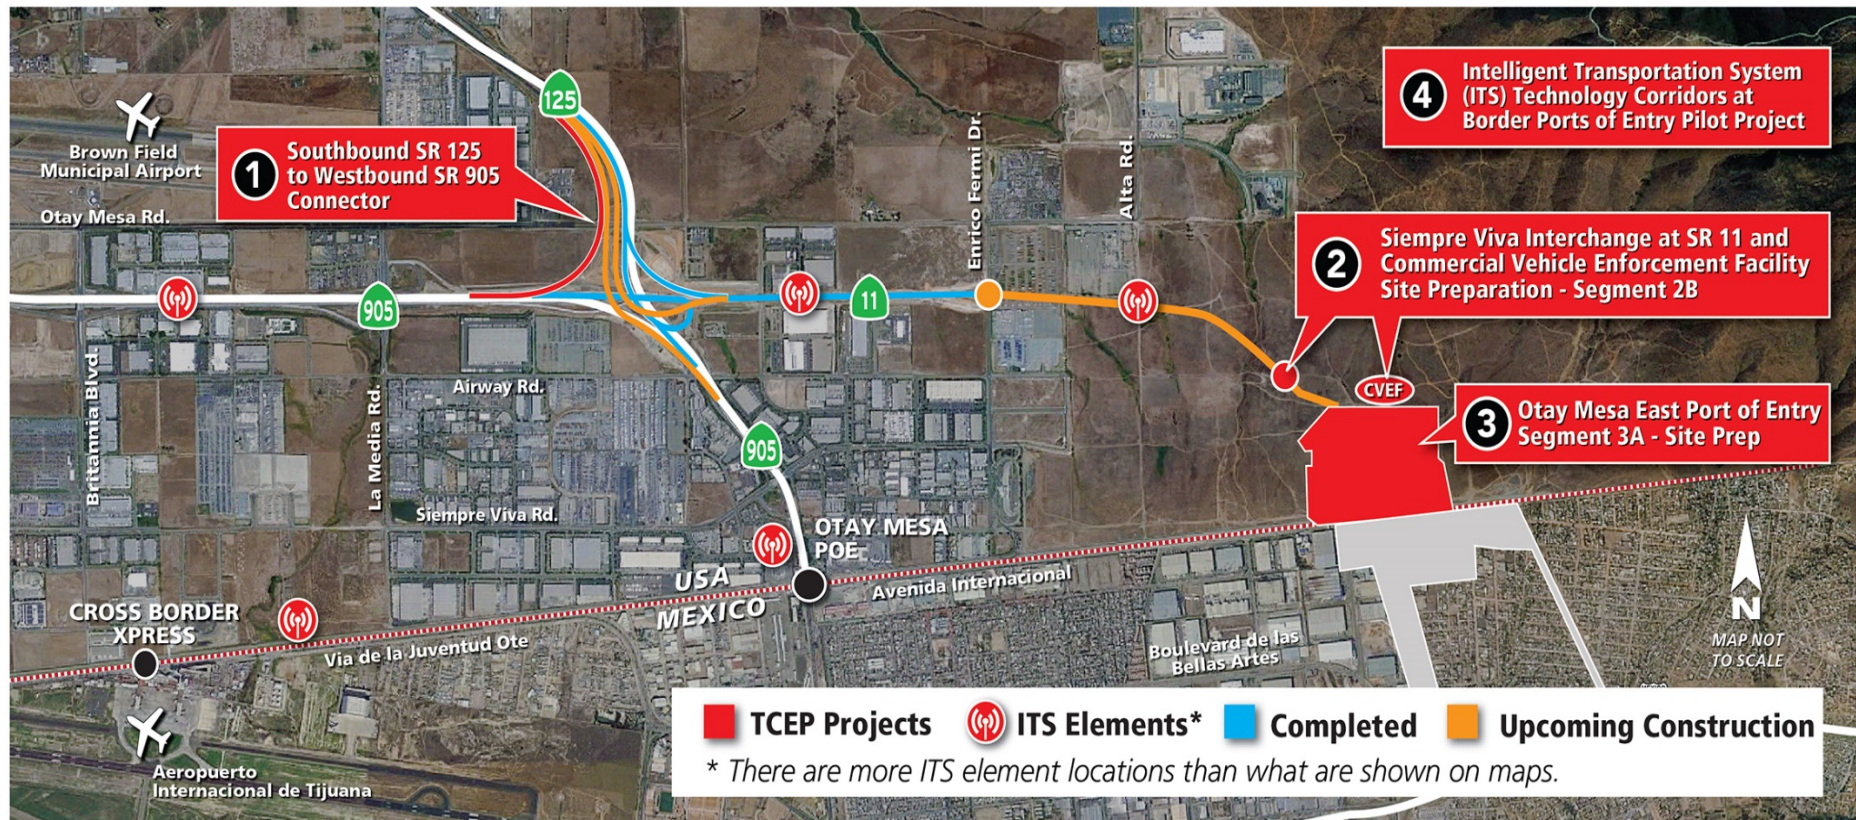 125
Brown Field
Municipal Airport
Otay Mesa Rd.
1
Southbound SR 125
to Westbound SR 905
Connector
4
Intelligent Transportation System
(ITS) Technology Corridors at
Border Ports of Entry Pilot Project
Enrico Fermi Dr.
Alta Rd.
2
Siempre Viva Interchange at SR 11 and
Commercial Vehicle Enforcement Facility
Site Preparation - Segment 2B
905
11
Britannia Blvd.
La Media Rd.
Airway Rd.
CVEF
3
Otay Mesa East Port of Entry
Segment 3A - Site Prep
905
Siempre Viva Rd.
OTAY MESA
POE
USA
MEXICO
Avenida Internacional
CROSS BORDER
XPRESS
Via de la Juventud Ote
Boulevard de las
Bellas Artes
N
MAP NOT
TO SCALE
Aeropuerto
Internacional de Tijuana
TCEP Projects
ITS Elements*
Completed
Upcoming Construction
* There are more ITS element locations than what are shown on maps.